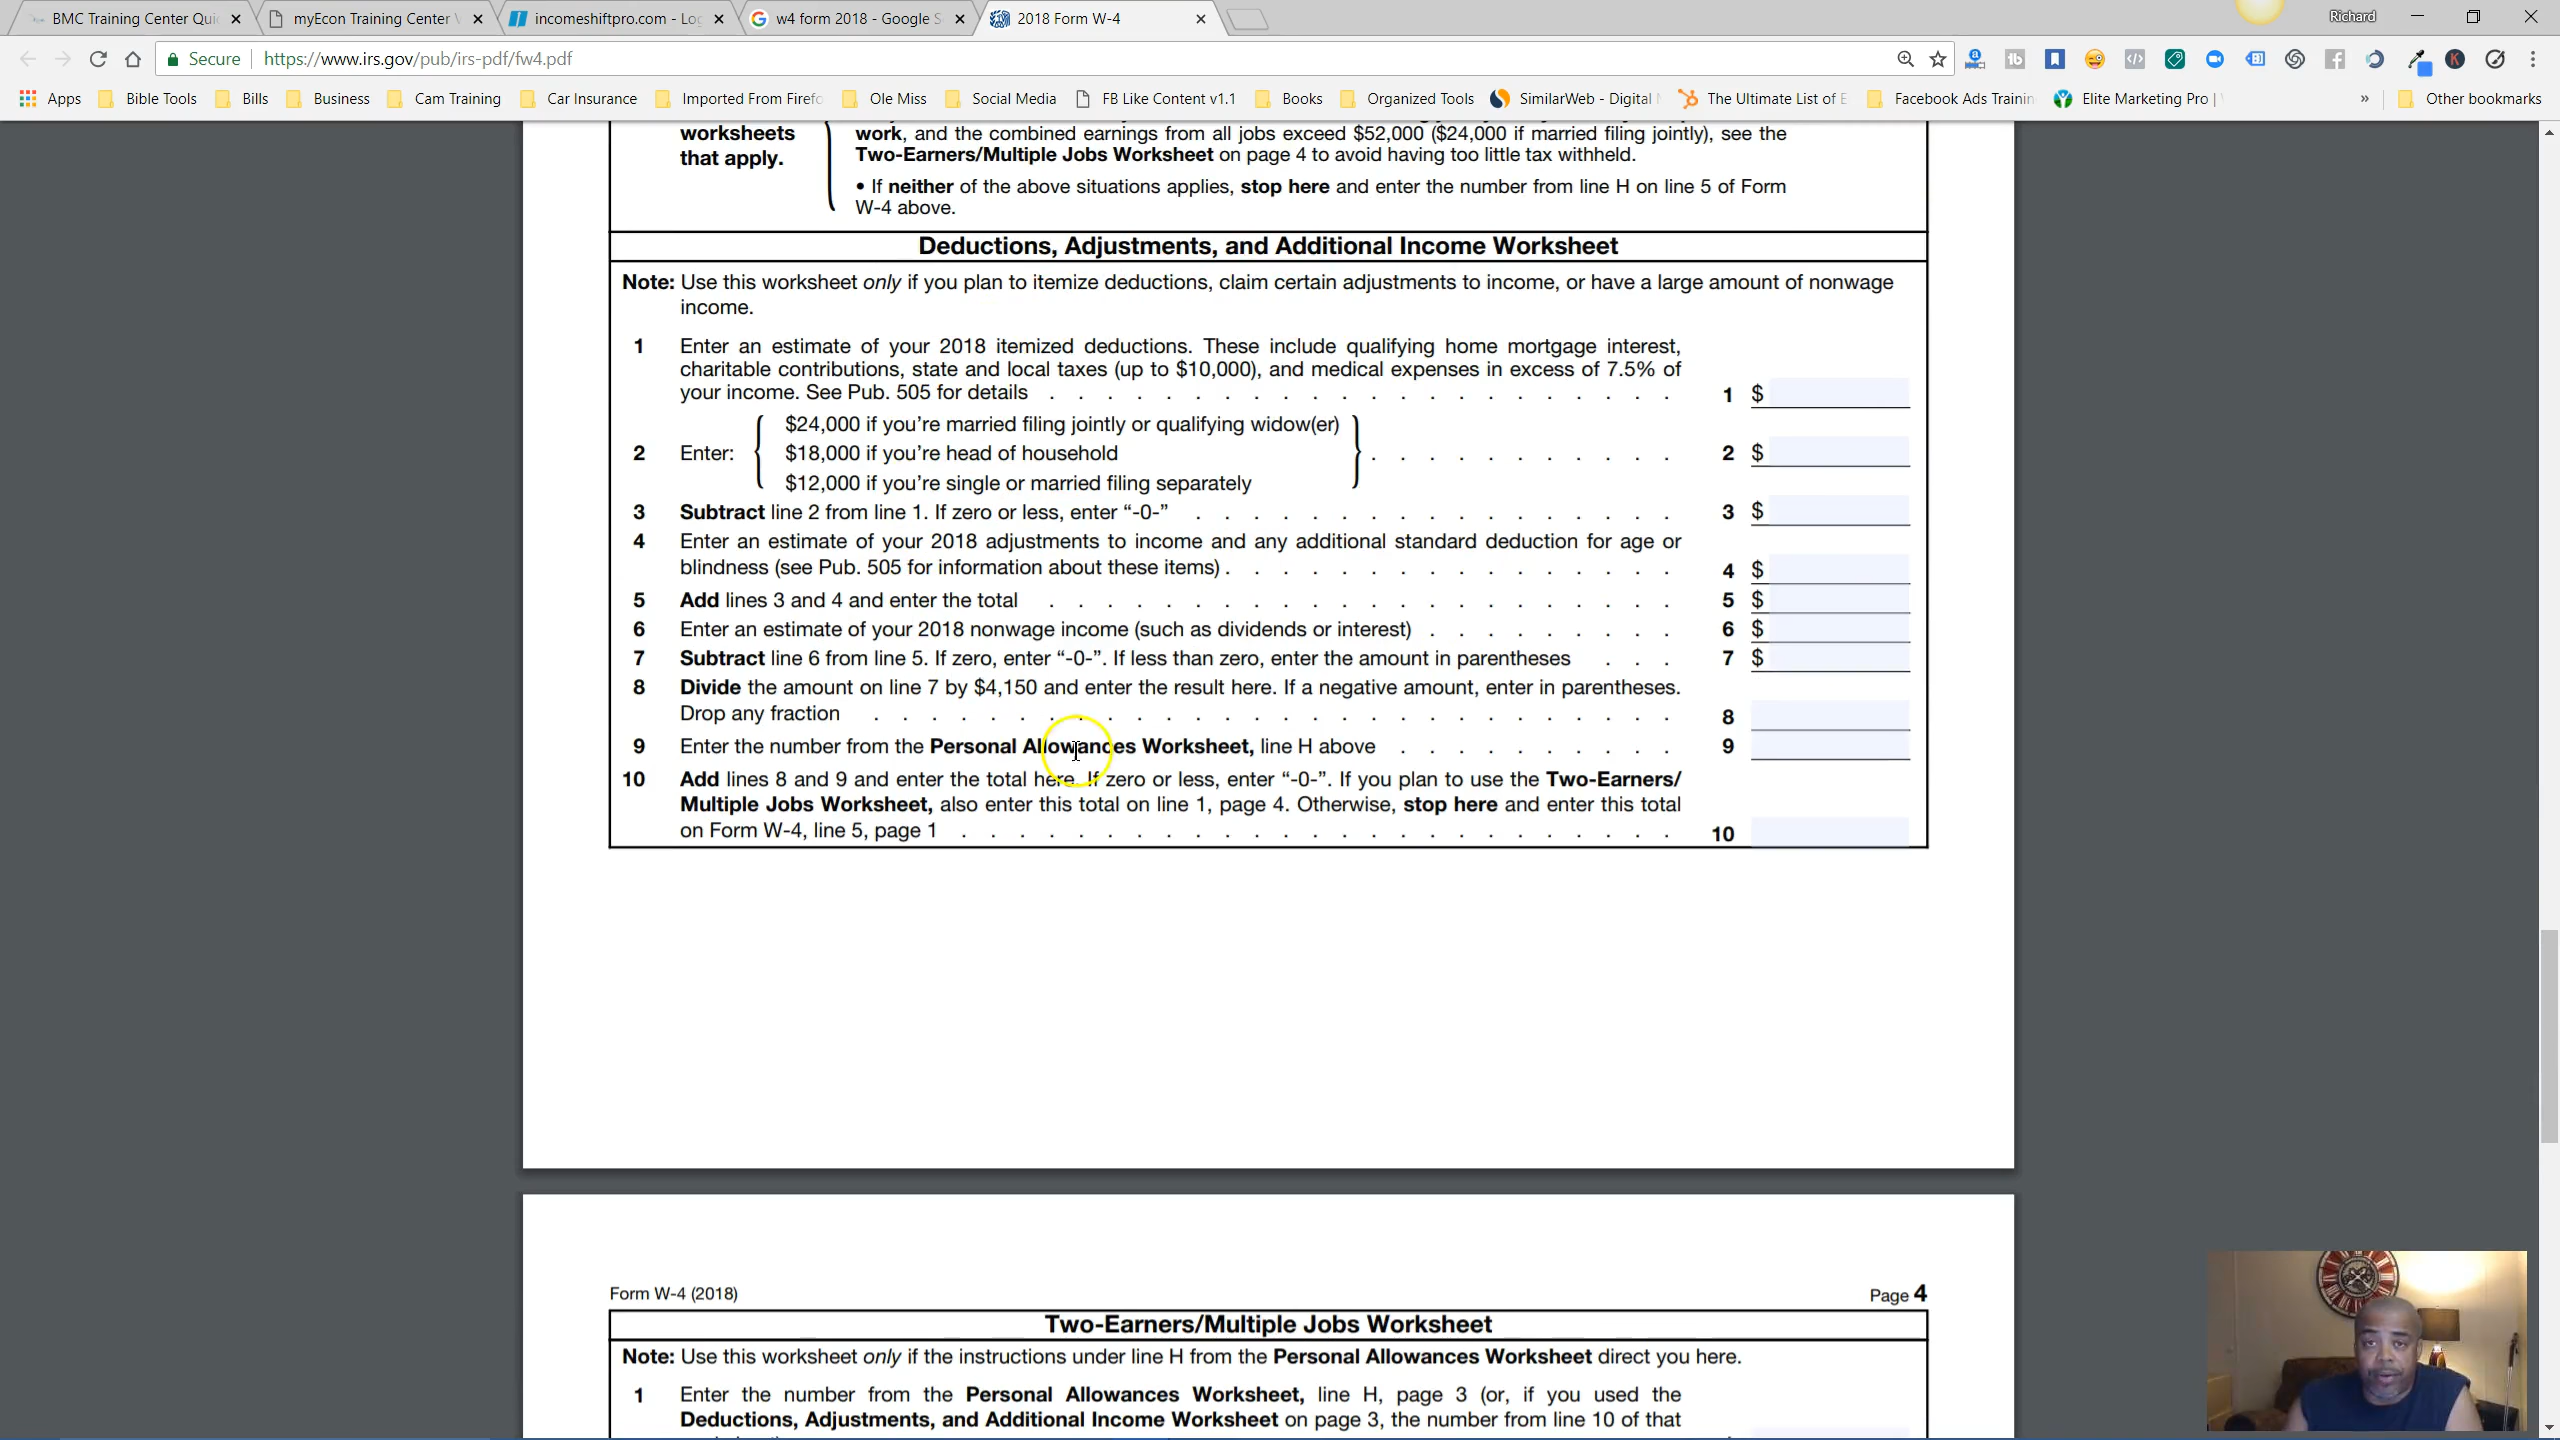 BMC Training Center Qui
myEcon Training Center
incomeshiftpro.com - Log
w4 form 2018 - Google S
2018 Form W-4
Richard
Secure
https://www.irs.gov/pub/irs-pdf/fw4.pdf
Apps
Bible Tools
Bills
Business
Cam Training
Car Insurance
Imported From Firefo
Ole Miss
Social Media
FB Like Content v1.1
Books
Organized Tools
SimilarWeb - Digital
The Ultimate List of E
Facebook Ads Trainin
Elite Marketing Pro |
»
Other bookmarks
worksheets
that apply.
work, and the combined earnings from all jobs exceed $52,000 ($24,000 if married filing jointly), see the
Two-Earners/Multiple Jobs Worksheet on page 4 to avoid having too little tax withheld.
• If neither of the above situations applies, stop here and enter the number from line H on line 5 of Form
W-4 above.
Deductions, Adjustments, and Additional Income Worksheet
Note: Use this worksheet only if you plan to itemize deductions, claim certain adjustments to income, or have a large amount of nonwage
income.
1 Enter an estimate of your 2018 itemized deductions. These include qualifying home mortgage interest,
charitable contributions, state and local taxes (up to $10,000), and medical expenses in excess of 7.5% of
your income. See Pub. 505 for details . . . . . . . . . . . . . . . . . . . . . . 1 $
$24,000 if you're married filing jointly or qualifying widow(er)
2 Enter: $18,000 if you're head of household . . . . . . . . . . . 2 $
$12,000 if you're single or married filing separately
3 Subtract line 2 from line 1. If zero or less, enter “-0-” . . . . . . . . . . . . . . . . . 3 $
4 Enter an estimate of your 2018 adjustments to income and any additional standard deduction for age or
blindness (see Pub. 505 for information about these items) . . . . . . . . . . . . . . . . 4 $
5 Add lines 3 and 4 and enter the total . . . . . . . . . . . . . . . . . . . . . . 5 $
6 Enter an estimate of your 2018 nonwage income (such as dividends or interest) . . . . . . . . . 6 $
7 Subtract line 6 from line 5. If zero, enter “-0-”. If less than zero, enter the amount in parentheses . . . 7 $
8 Divide the amount on line 7 by $4,150 and enter the result here. If a negative amount, enter in parentheses.
Drop any fraction . . . . . . . . . . . . . . . . . . . . . . . . . . . . 8
9 Enter the number from the Personal Allowances Worksheet, line H above . . . . . . . . . . 9
10 Add lines 8 and 9 and enter the total here. If zero or less, enter “-0-”. If you plan to use the Two-Earners/
Multiple Jobs Worksheet, also enter this total on line 1, page 4. Otherwise, stop here and enter this total
on Form W-4, line 5, page 1 . . . . . . . . . . . . . . . . . . . . . . . . . 10
Form W-4 (2018) Page 4
Two-Earners/Multiple Jobs Worksheet
Note: Use this worksheet only if the instructions under line H from the Personal Allowances Worksheet direct you here.
1 Enter the number from the Personal Allowances Worksheet, line H, page 3 (or, if you used the
Deductions, Adjustments, and Additional Income Worksheet on page 3, the number from line 10 of that